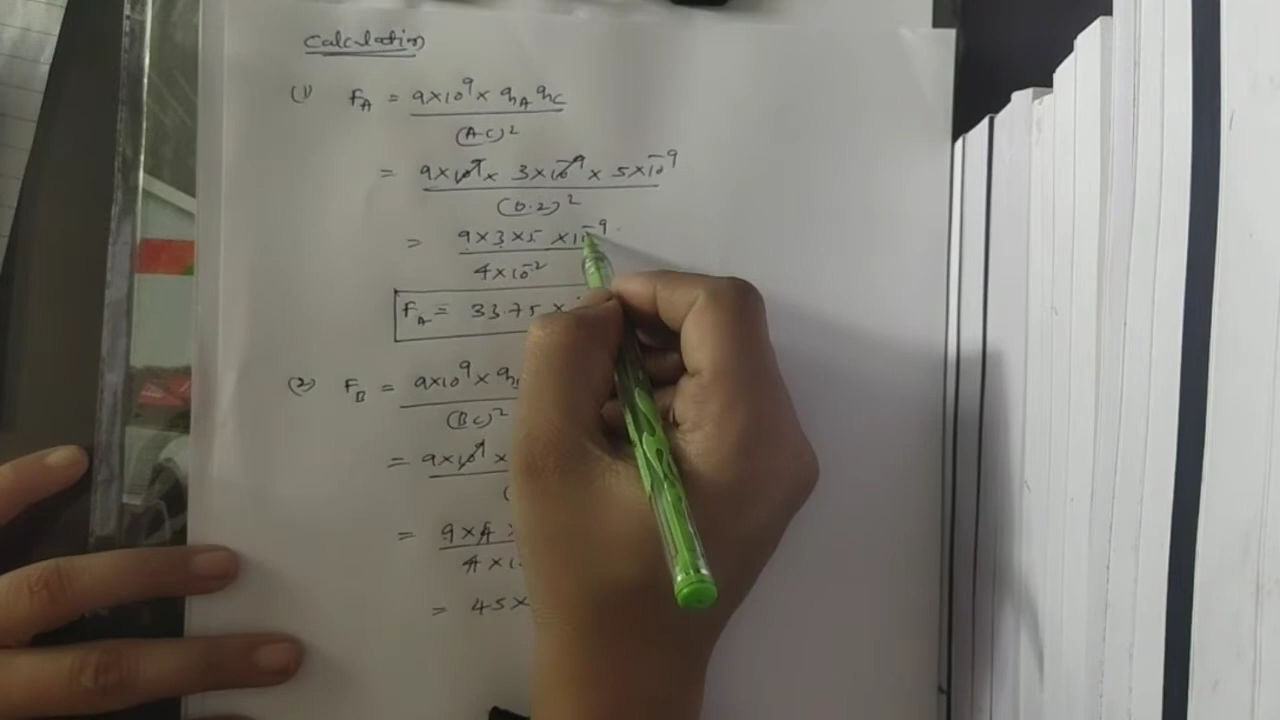 Calculation
(1) F_A = 9×10^9 × q_A q_C
(AC)^2
= 9×10^9 × 3×10^-9 × 5×10^-9
(0.2)^2
= 9×3×5 ×10^-9
4×10^-2
F_A = 33.75 ×
(2) F_B = 9×10^9 ×
(BC)^2
= 9×10^9 ×
(
= 9×4
4×1
= 45×